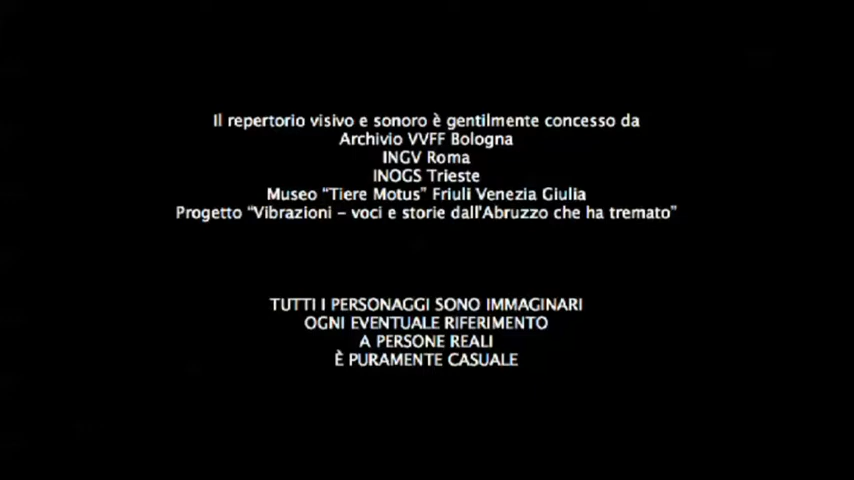 Il repertorio visivo e sonoro è gentilmente concesso da
Archivio VVFF Bologna
INGV Roma
INOGS Trieste
Museo “Tiere Motus” Friuli Venezia Giulia
Progetto “Vibrazioni – voci e storie dall'Abruzzo che ha tremato”
TUTTI I PERSONAGGI SONO IMMAGINARI
OGNI EVENTUALE RIFERIMENTO
A PERSONE REALI
È PURAMENTE CASUALE